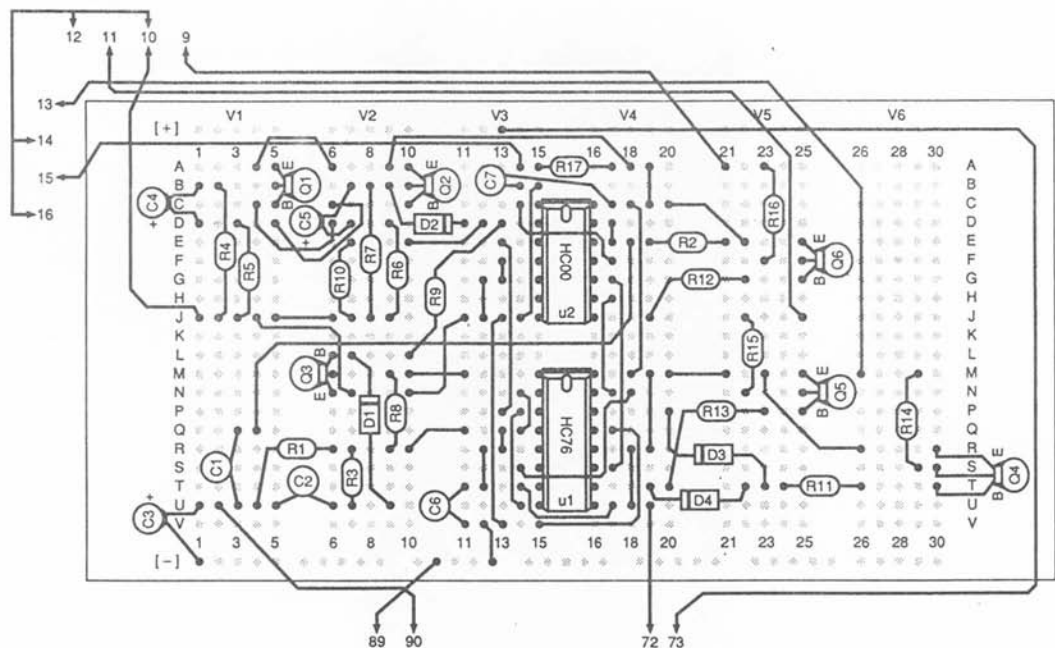 12 11 10 9
13
[+] V1 V2 V3 V4 V5 V6
14
1 3 5 6 8 10 11 13 15 16 18 20 21 23 25 26 28 30
15
16
A B C D E F G H J K L M N P Q R S T U V
A B C D E F G H J K L M N P Q R S T U V
C4 +
R4
R5
E Q1 B
C5 +
R10
R7
R6
E Q2 B
D2
R9
C7
R17
HC00 u2
R2
R12
R16
E Q6 B
R15
B Q3 E
D1
R8
HC76 u1
R13
E Q5 B
R14
C1
R1
C2
R3
C6
D3
D4
R11
E Q4 B
+ C3
1 3 5 6 8 10 11 13 15 16 18 20 21 23 25 26 28 30
[-]
89 90 72 73